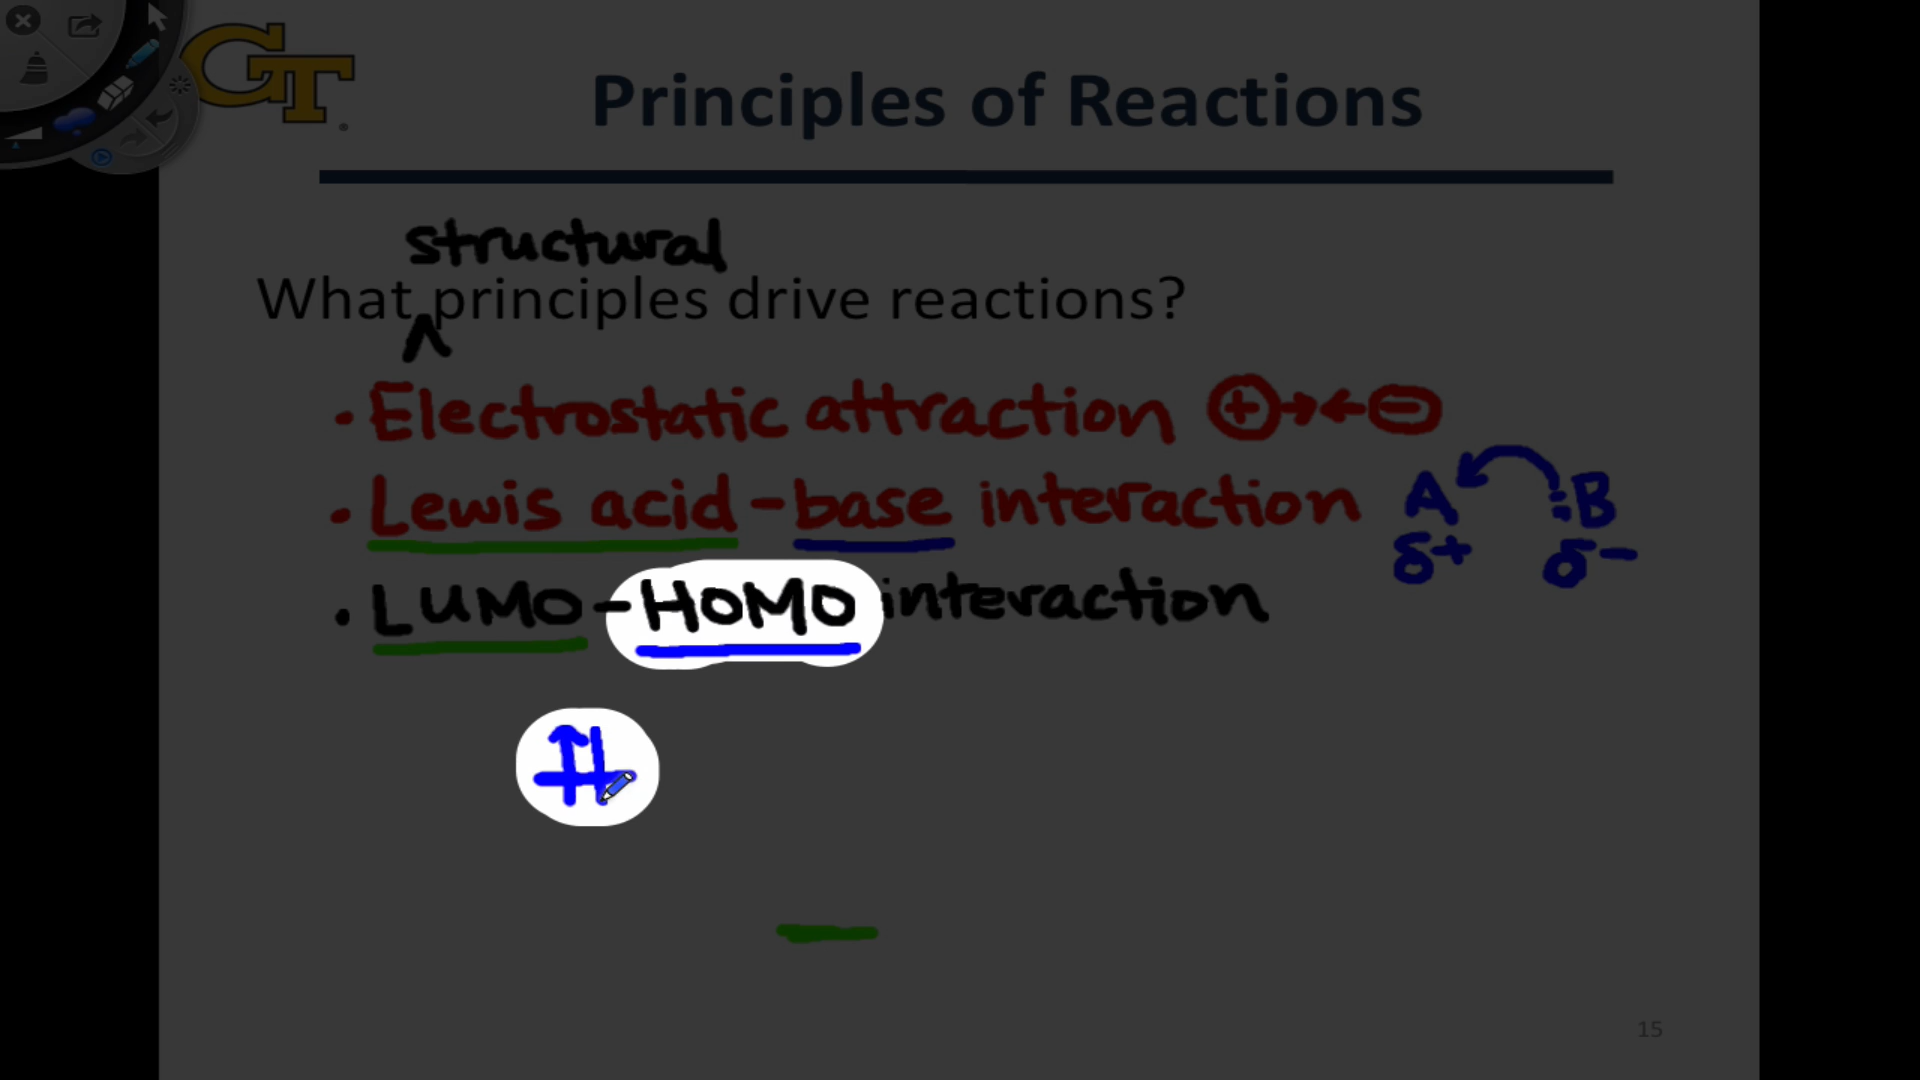 GT
Principles of Reactions
structural
What principles drive reactions?
• Electrostatic attraction ⊕→←⊖
• Lewis acid-base interaction A :B
δ+ δ−
• LUMO-HOMO interaction
15